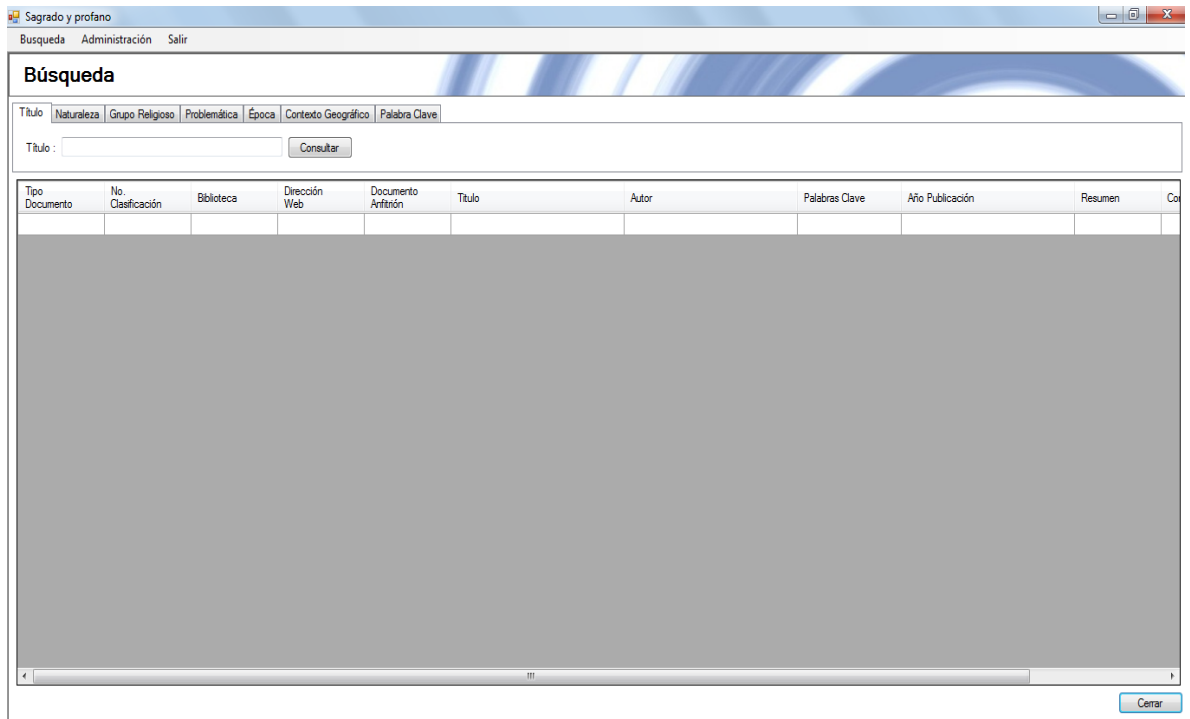 Sagrado y profano
Busqueda Administración Salir
Búsqueda
Título Naturaleza Grupo Religioso Problemática Época Contexto Geográfico Palabra Clave
Título : Consultar
Tipo Documento No. Clasificación Biblioteca Dirección Web Documento Anfitrión Titulo Autor Palabras Clave Año Publicación Resumen
Cerrar